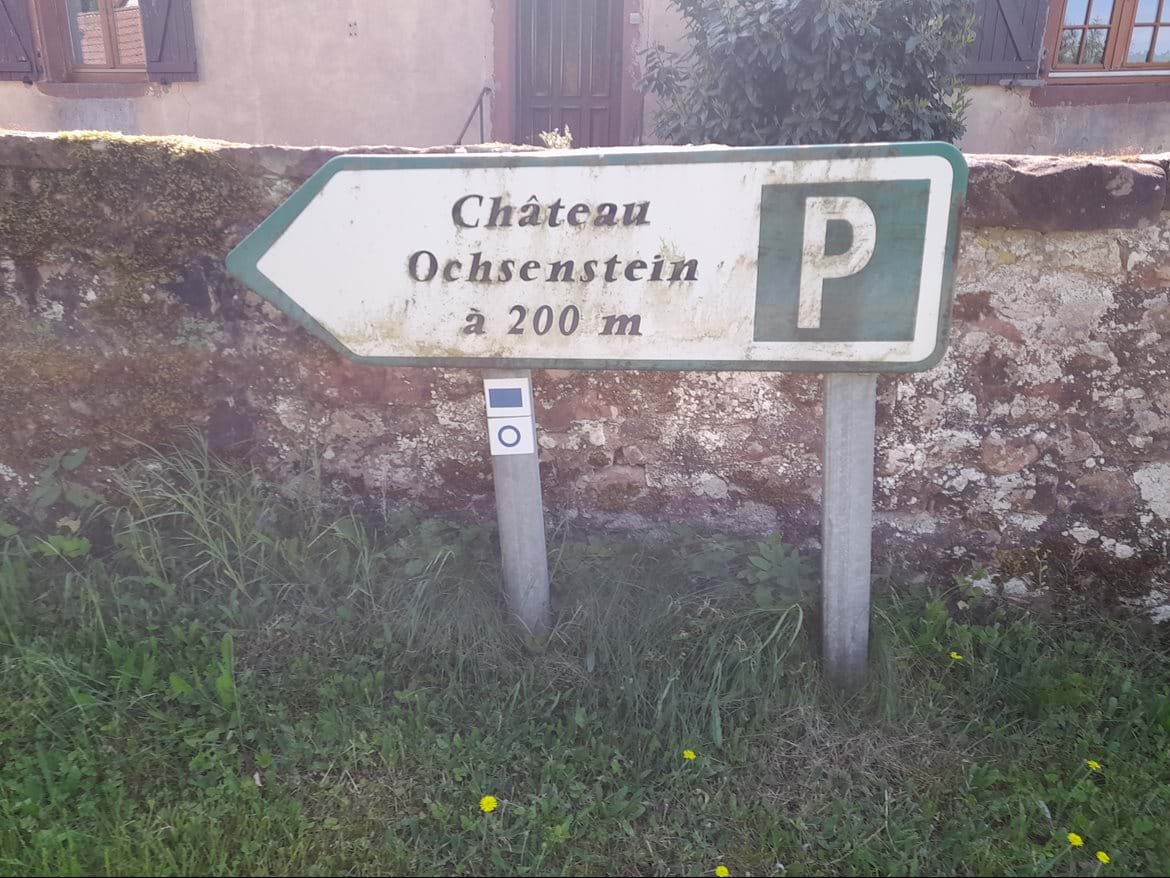 Château
Ochsenstein
à 200 m
P